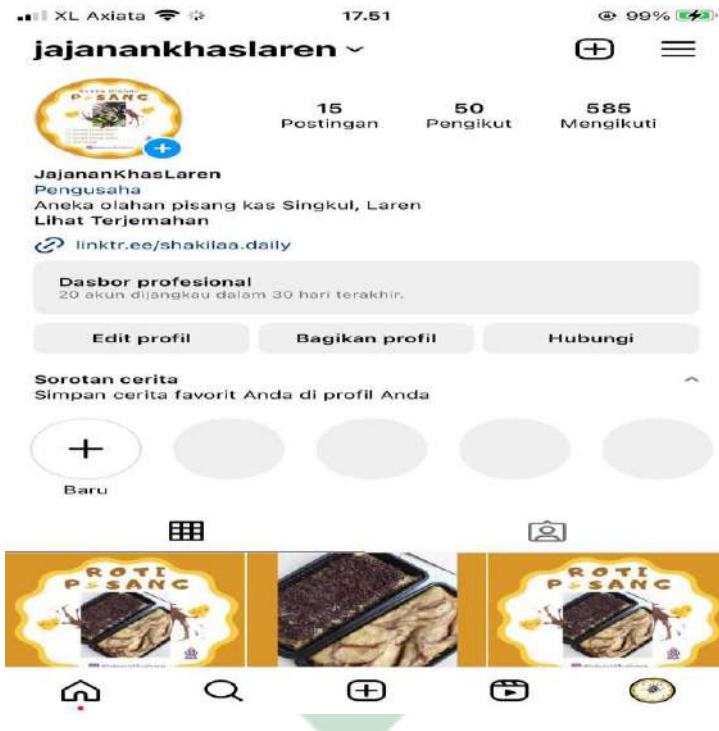 XL Axiata 17.51 99%
jajanankhaslaren
15 50 585
Postingan Pengikut Mengikuti
PISANG
JajananKhasLaren
Pengusaha
Aneka olahan pisang kas Singkul, Laren
Lihat Terjemahan
linktr.ee/shakilaa.daily
Dasbor profesional
20 akun dijangkau dalam 30 hari terakhir.
Edit profil Bagikan profil Hubungi
Sorotan cerita
Simpan cerita favorit Anda di profil Anda
Baru
ROTI ROTI
PISANG PISANG